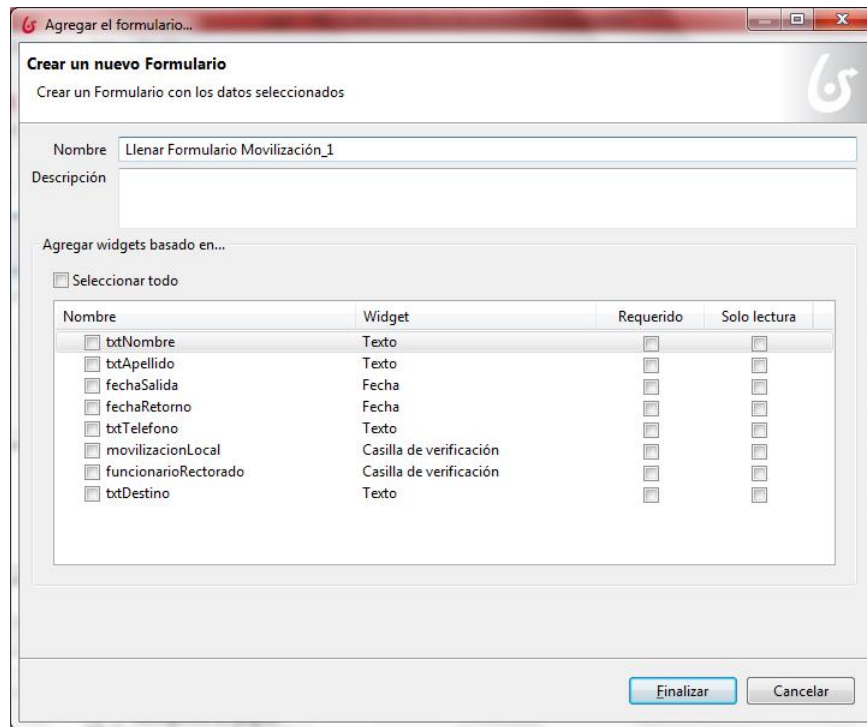 Agregar el formulario...
Crear un nuevo Formulario
Crear un Formulario con los datos seleccionados
Nombre Llenar Formulario Movilización_1
Descripción
Agregar widgets basado en...
Seleccionar todo
Nombre Widget Requerido Solo lectura
txtNombre Texto
txtApellido Texto
fechaSalida Fecha
fechaRetorno Fecha
txtTelefono Texto
movilizacionLocal Casilla de verificación
funcionarioRectorado Casilla de verificación
txtDestino Texto
Finalizar Cancelar